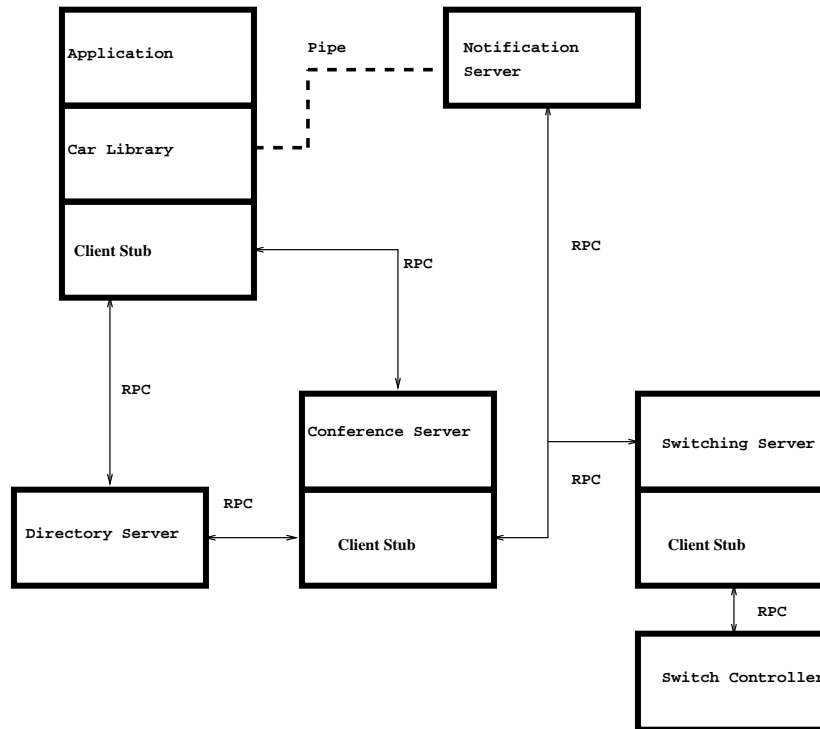 Application
Pipe
Notification
Server
Car Library
Client Stub
RPC
RPC
RPC
Conference Server
Switching Server
RPC
RPC
Directory Server
Client Stub
Client Stub
RPC
Switch Controller